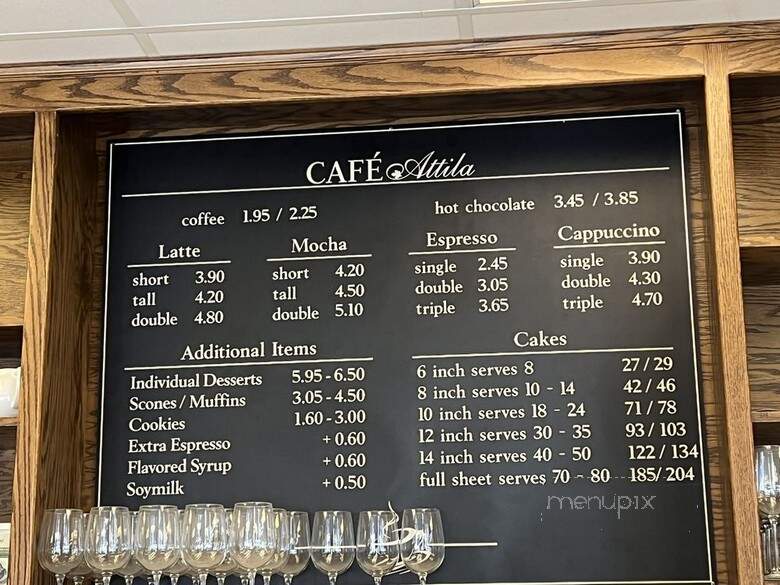 CAFÉ Attila
coffee 1.95 / 2.25
hot chocolate 3.45 / 3.85
Latte
short 3.90
tall 4.20
double 4.80
Mocha
short 4.20
tall 4.50
double 5.10
Espresso
single 2.45
double 3.05
triple 3.65
Cappuccino
single 3.90
double 4.30
triple 4.70
Additional Items
Individual Desserts 5.95 - 6.50
Scones / Muffins 3.05 - 4.50
Cookies 1.60 - 3.00
Extra Espresso + 0.60
Flavored Syrup + 0.60
Soymilk + 0.50
Cakes
6 inch serves 8 27 / 29
8 inch serves 10 - 14 42 / 46
10 inch serves 18 - 24 71 / 78
12 inch serves 30 - 35 93 / 103
14 inch serves 40 - 50 122 / 134
full sheet serves 70 - 80 185/ 204
menupix